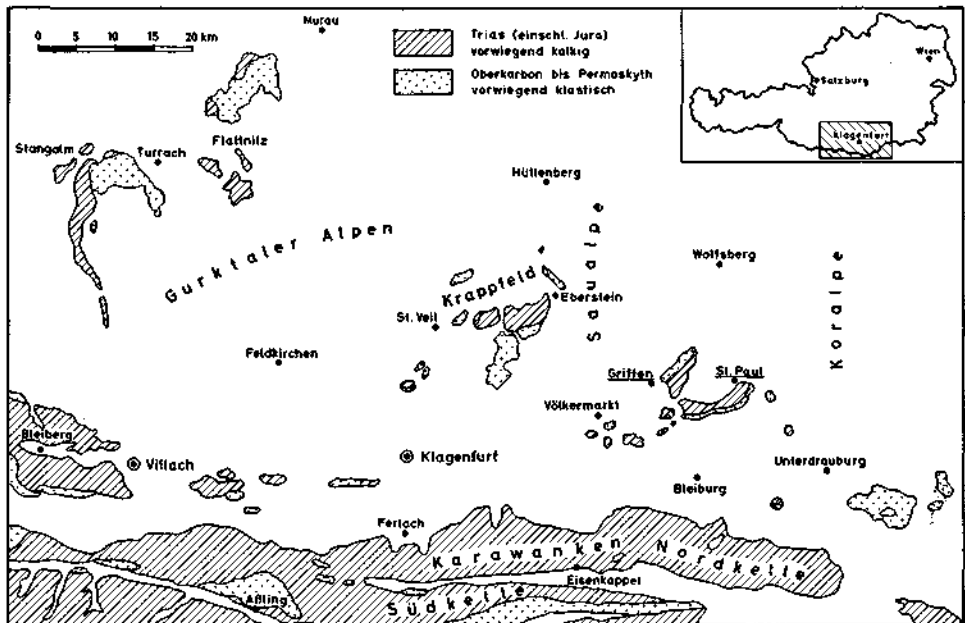 Murau
0 5 10 15 20 km
Trias (einschl. Jura)
vorwiegend kalkig
Oberkarbon bis Permoskyth
vorwiegend klastisch
Wien
Salzburg
Klagenfurt
Stangalm
Turrach
Flattnitz
Hüttenberg
Gurktaler Alpen
Saualpe
Wolfsberg
Koralpe
Krappfeld
Eberstein
St. Veit
Feldkirchen
Griffen
St. Paul
Völkermarkt
Bleiberg
Villach
Klagenfurt
Unterdrauburg
Bleiburg
Ferlach
Karawanken Nordkette
Eisenkappel
Aßling
Südkette